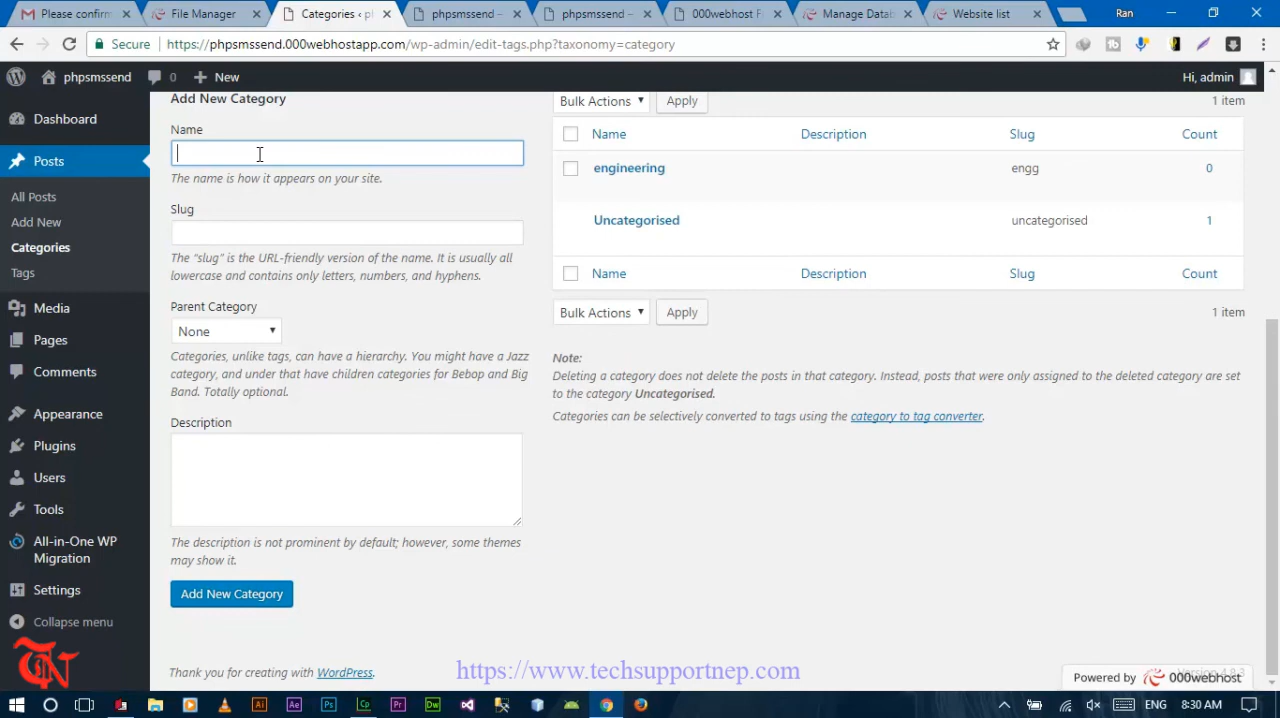 Please confirm
File Manager
Categories ‹ p
phpsmssend –
phpsmssend –
000webhost F
Manage Datab
Website list
Ran
Secure
https://phpsmssend.000webhostapp.com/wp-admin/edit-tags.php?taxonomy=category
phpsmssend
0
New
Hi, admin
Dashboard
Posts
All Posts
Add New
Categories
Tags
Media
Pages
Comments
Appearance
Plugins
Users
Tools
All-in-One WP
Migration
Settings
Collapse menu
Add New Category
Name
The name is how it appears on your site.
Slug
The “slug” is the URL-friendly version of the name. It is usually all
lowercase and contains only letters, numbers, and hyphens.
Parent Category
None
Categories, unlike tags, can have a hierarchy. You might have a Jazz
category, and under that have children categories for Bebop and Big
Band. Totally optional.
Description
The description is not prominent by default; however, some themes
may show it.
Add New Category
Bulk Actions Apply 1 item
Name Description Slug Count
engineering engg 0
Uncategorised uncategorised 1
Name Description Slug Count
Bulk Actions Apply 1 item
Note:
Deleting a category does not delete the posts in that category. Instead, posts that were only assigned to the deleted category are set
to the category Uncategorised.
Categories can be selectively converted to tags using the category to tag converter.
Thank you for creating with WordPress.
https://www.techsupportnep.com
Powered by 000webhost
8:30 AM